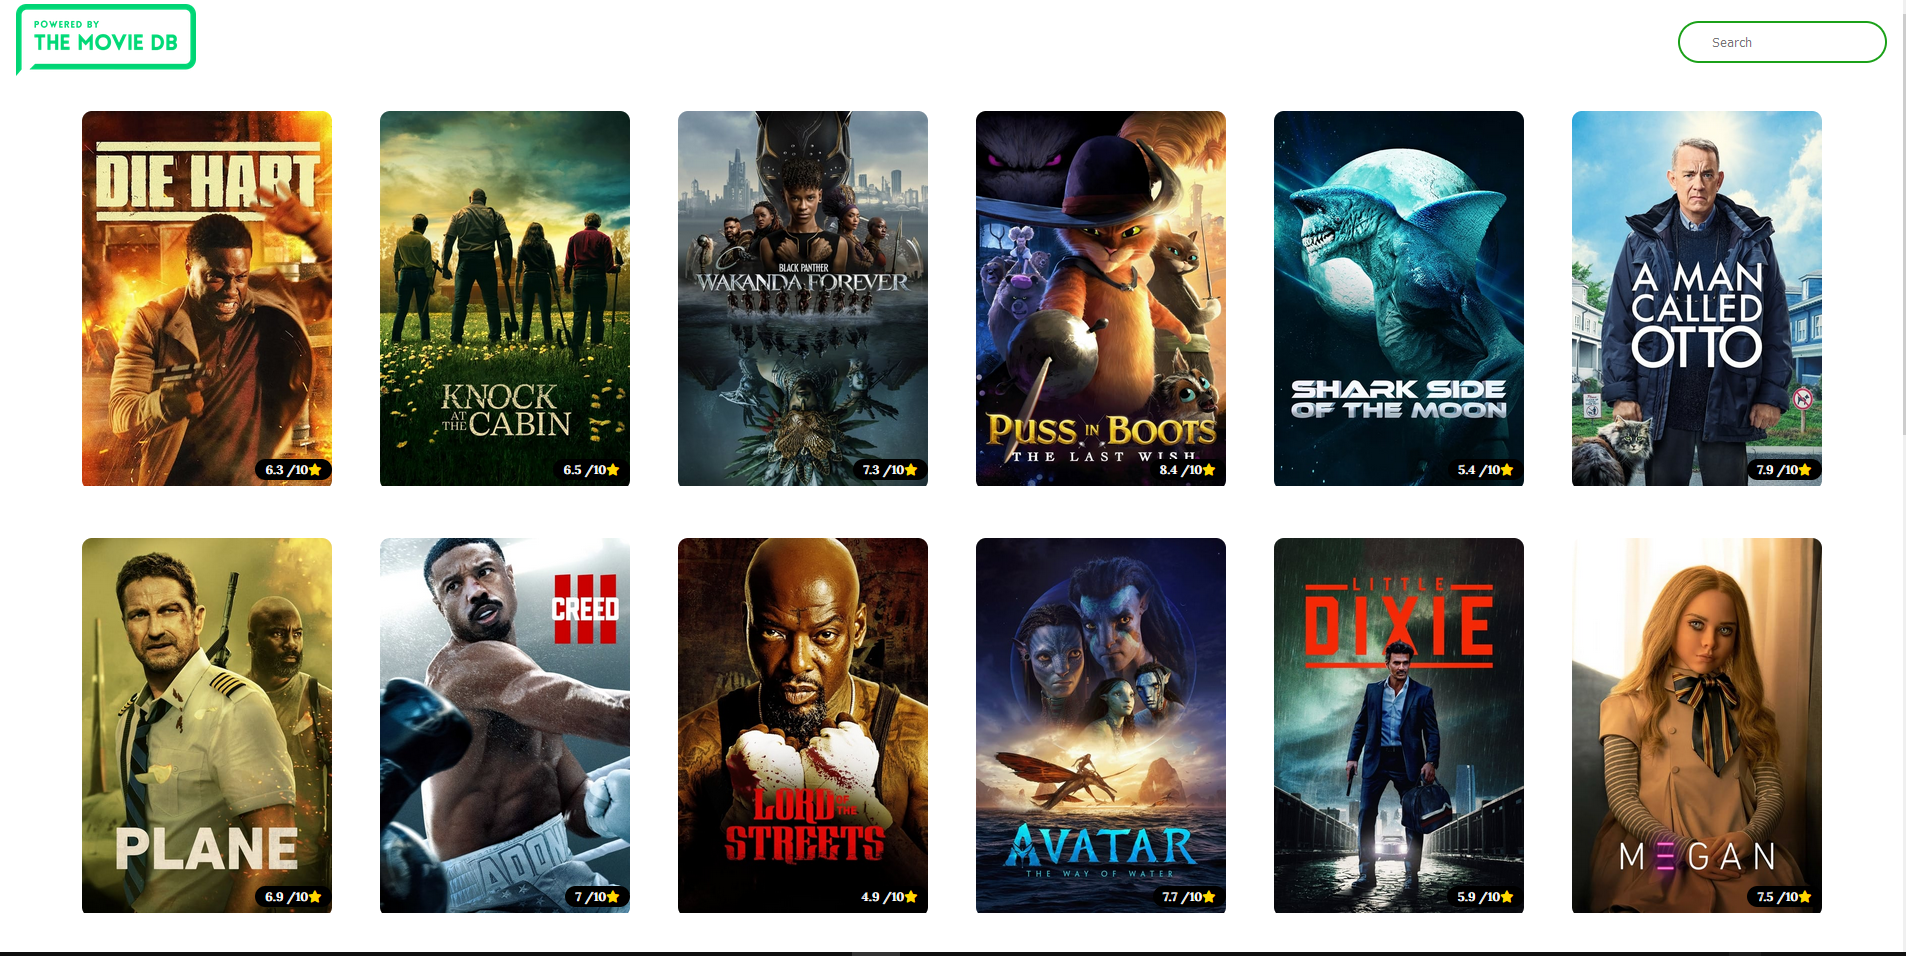 POWERED BY
THE MOVIE DB
Search
DIE HART
6.3 /10
KNOCK
AT THE CABIN
6.5 /10
BLACK PANTHER
WAKANDA FOREVER
7.3 /10
PUSS IN BOOTS
THE LAST WISH
8.4 /10
SHARK SIDE
OF THE MOON
5.4 /10
A MAN
CALLED
OTTO
7.9 /10
PLANE
6.9 /10
III
CREED
ADON
7 /10
LORD OF THE
STREETS
4.9 /10
AVATAR
THE WAY OF WATER
7.7 /10
LITTLE
DIXIE
5.9 /10
M Ξ G A N
7.5 /10